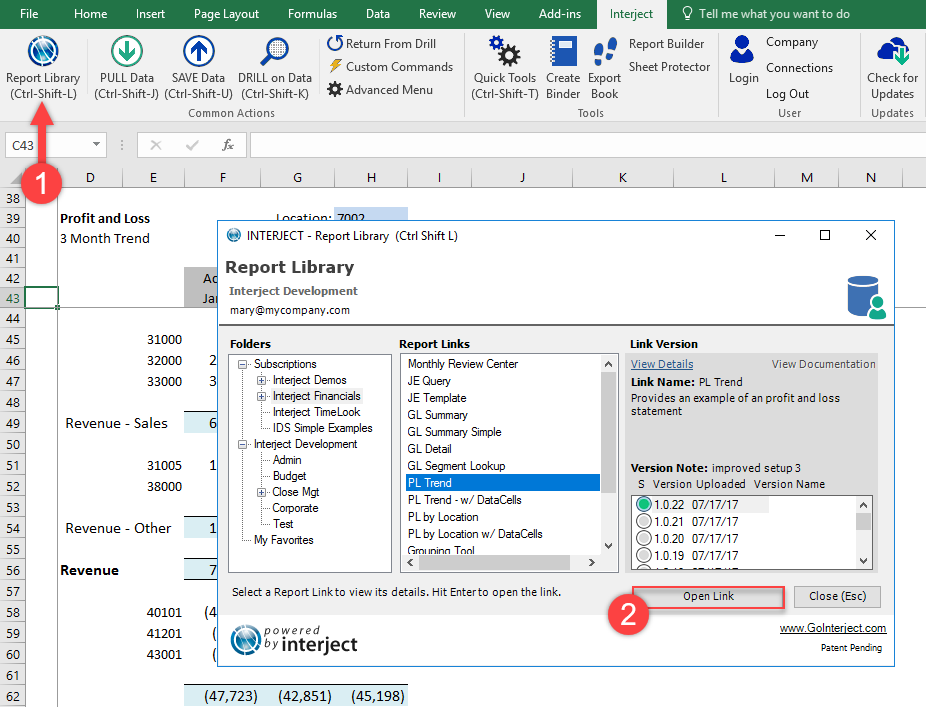 File Home Insert Page Layout Formulas Data Review View Add-ins Interject Tell me what you want to do
Report Library
(Ctrl-Shift-L)
PULL Data
(Ctrl-Shift-J)
SAVE Data
(Ctrl-Shift-U)
DRILL on Data
(Ctrl-Shift-K)
Return From Drill
Custom Commands
Advanced Menu
Common Actions
Quick Tools
(Ctrl-Shift-T)
Create
Binder
Export
Book
Report Builder
Sheet Protector
Tools
Login
Company
Connections
Log Out
User
Check for
Updates
Updates
C43 fx
1
D E F G H I J K L M N
38
39 Profit and Loss Location: 7002
40 3 Month Trend
41
42 Ac
43 Jar
44
45 31000
46 32000 2
47 33000 3
48
49 Revenue - Sales 6
50
51 31005 1
52 38000
53
54 Revenue - Other 1
55
56 Revenue 7
57
58 40101 (4
59 41201 (
60 43001 (
61
62 (47,723) (42,851) (45,198)
INTERJECT - Report Library (Ctrl Shift L)
Report Library
Interject Development
mary@mycompany.com
Folders
Subscriptions
Interject Demos
Interject Financials
Interject TimeLook
IDS Simple Examples
Interject Development
Admin
Budget
Close Mgt
Corporate
Test
My Favorites
Report Links
Monthly Review Center
JE Query
JE Template
GL Summary
GL Summary Simple
GL Detail
GL Segment Lookup
PL Trend
PL Trend - w/ DataCells
PL by Location
PL by Location w/ DataCells
Grouping Tool
Link Version
View Details View Documentation
Link Name: PL Trend
Provides an example of an profit and loss
statement
Version Note: improved setup 3
S Version Uploaded Version Name
1.0.22 07/17/17
1.0.21 07/17/17
1.0.20 07/17/17
1.0.19 07/17/17
Select a Report Link to view its details. Hit Enter to open the link.
2
Open Link Close (Esc)
powered
by interject
www.GoInterject.com
Patent Pending